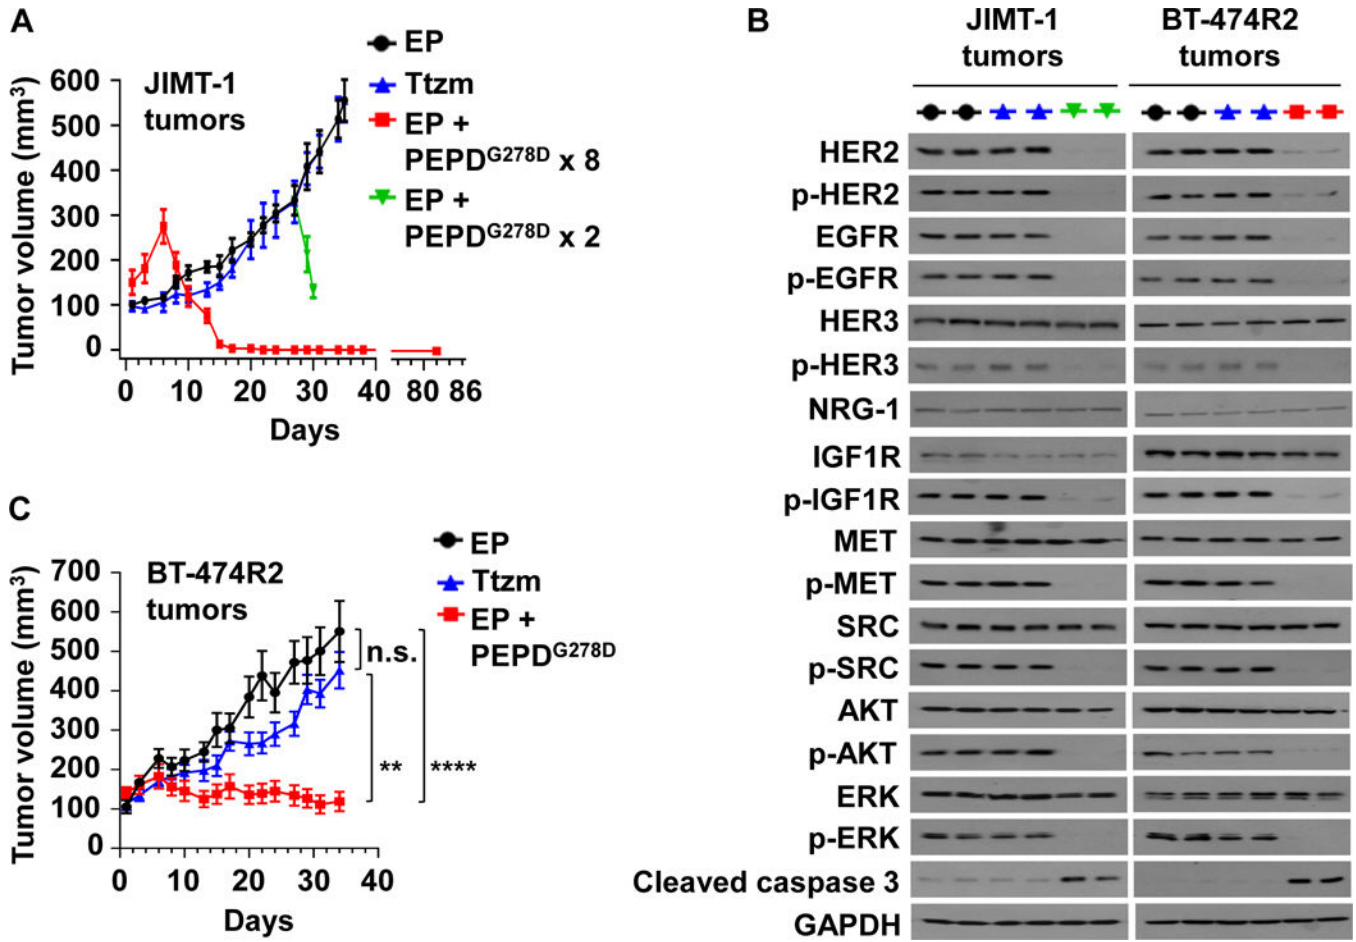 A
JIMT-1
tumors
EP
Ttzm
EP +
PEPDᴳ²⁷⁸ᴰ x 8
EP +
PEPDᴳ²⁷⁸ᴰ x 2
Tumor volume (mm³)
600
500
400
300
200
100
0
0 10 20 30 40 80 86
Days
C
BT-474R2
tumors
EP
Ttzm
EP +
PEPDᴳ²⁷⁸ᴰ
n.s.
** ****
Tumor volume (mm³)
700
600
500
400
300
200
100
0
0 10 20 30 40
Days
B
JIMT-1
tumors
BT-474R2
tumors
HER2
p-HER2
EGFR
p-EGFR
HER3
p-HER3
NRG-1
IGF1R
p-IGF1R
MET
p-MET
SRC
p-SRC
AKT
p-AKT
ERK
p-ERK
Cleaved caspase 3
GAPDH